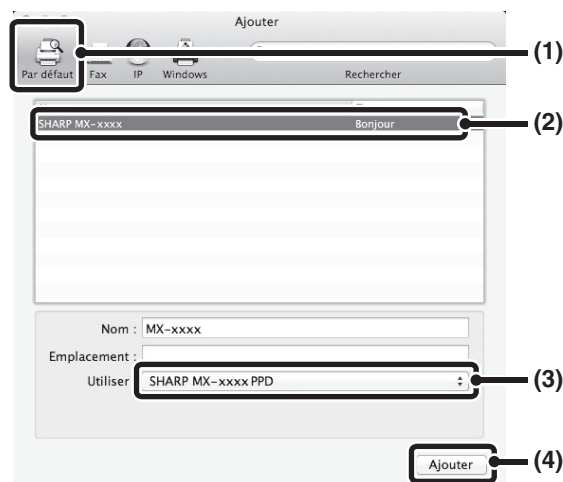 Ajouter
(1)
Par défaut Fax IP Windows Rechercher
SHARP MX-xxxx Bonjour
(2)
Nom : MX-xxxx
Emplacement :
Utiliser SHARP MX-xxxx PPD
(3)
Ajouter
(4)